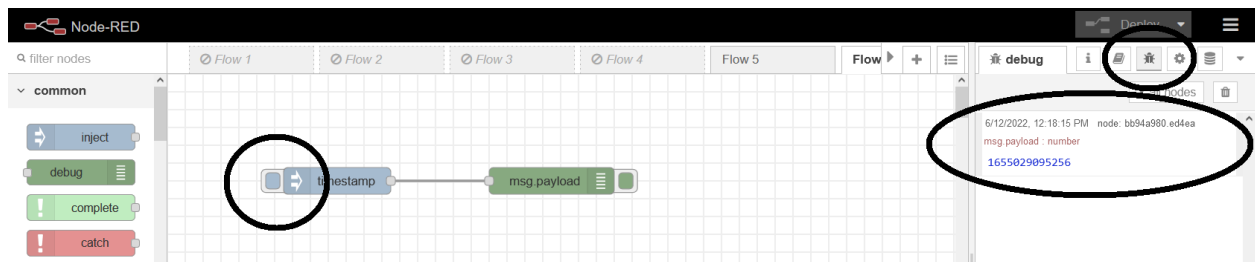 Node-RED
Deploy
filter nodes
Flow 1
Flow 2
Flow 3
Flow 4
Flow 5
Flow
debug
i
common
nodes
inject
debug
complete
catch
timestamp
msg.payload
6/12/2022, 12:18:15 PM node: bb94a980.ed4ea
msg.payload : number
1655029095256